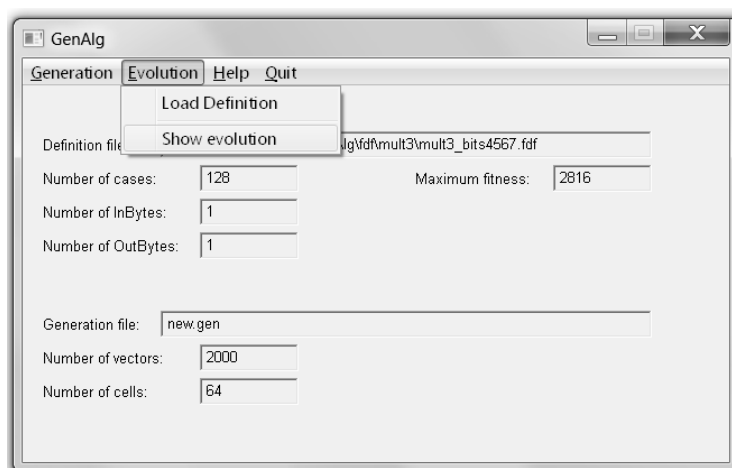 GenAlg
Generation Evolution Help Quit
Load Definition
Show evolution
Definition file: lg\fdf\mult3\mult3_bits4567.fdf
Number of cases: 128 Maximum fitness: 2816
Number of InBytes: 1
Number of OutBytes: 1
Generation file: new.gen
Number of vectors: 2000
Number of cells: 64